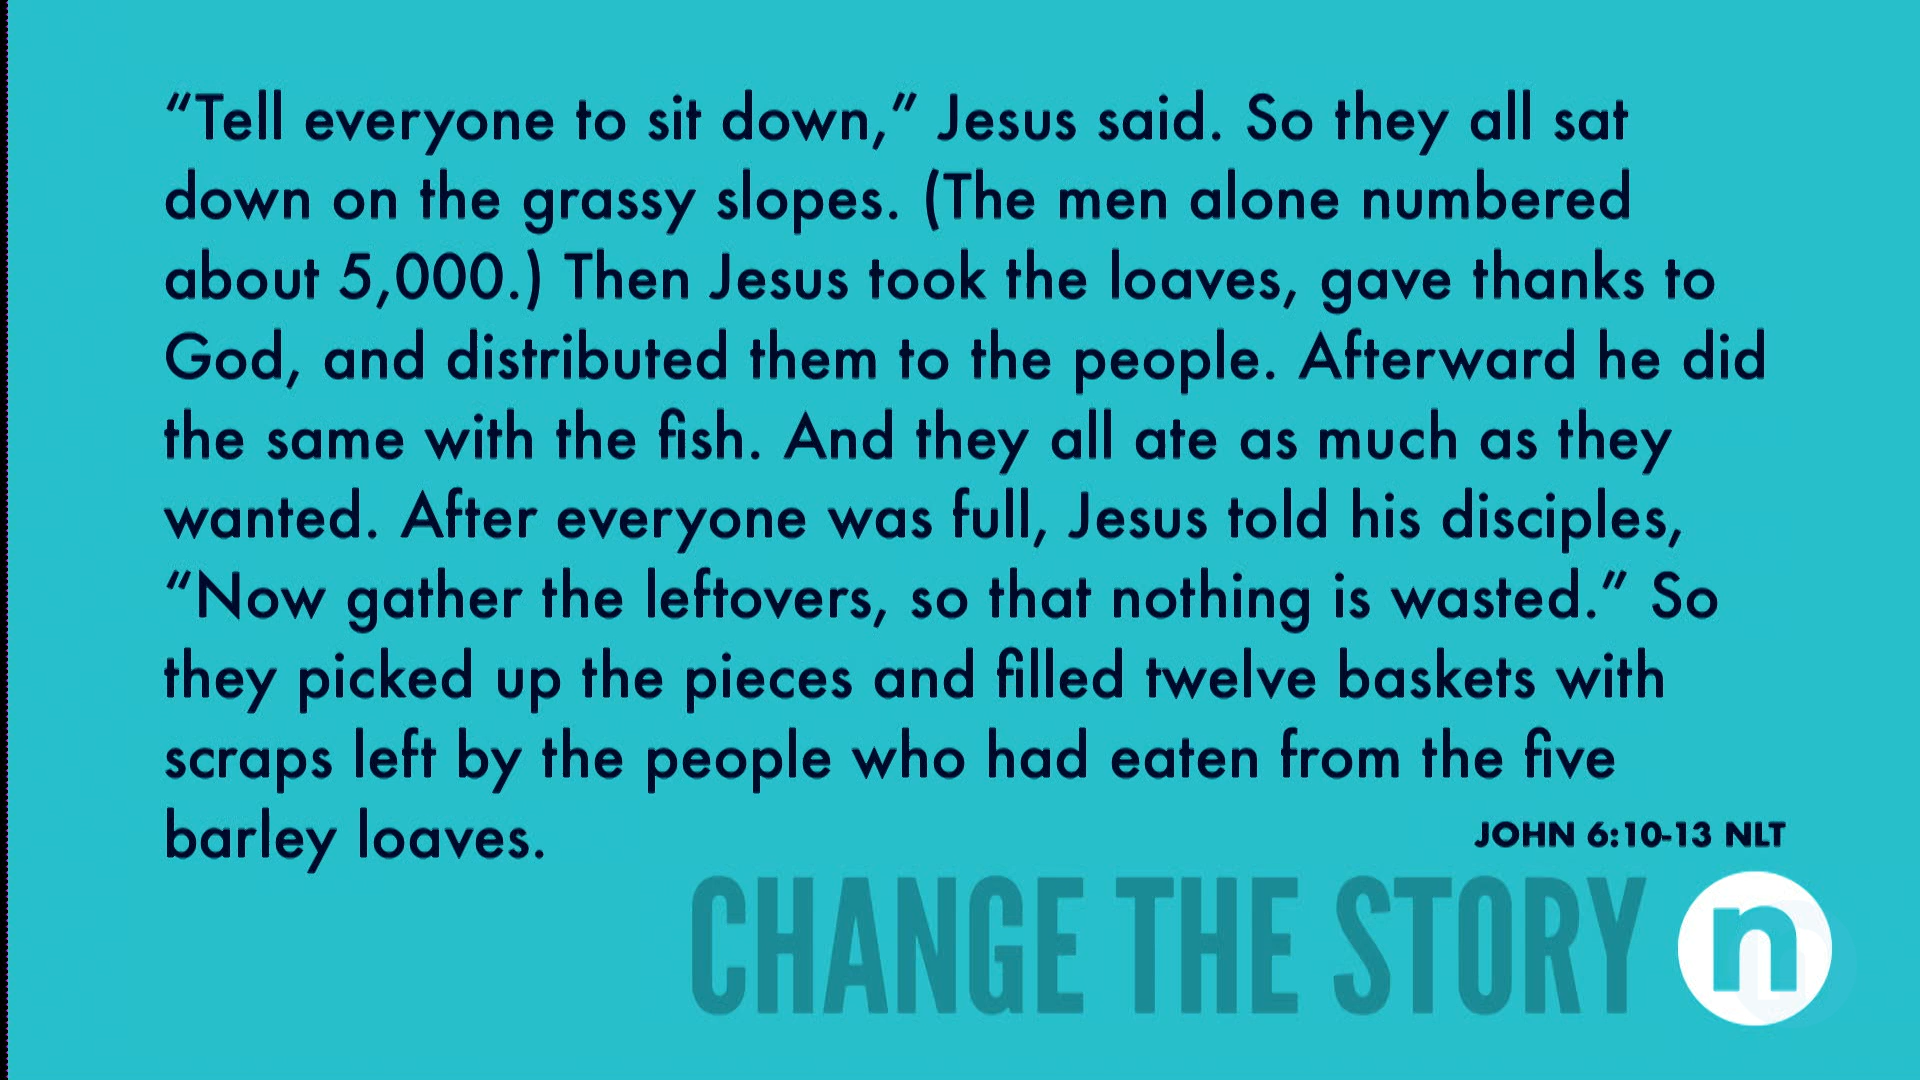 “Tell everyone to sit down,” Jesus said. So they all sat
down on the grassy slopes. (The men alone numbered
about 5,000.) Then Jesus took the loaves, gave thanks to
God, and distributed them to the people. Afterward he did
the same with the fish. And they all ate as much as they
wanted. After everyone was full, Jesus told his disciples,
“Now gather the leftovers, so that nothing is wasted.” So
they picked up the pieces and filled twelve baskets with
scraps left by the people who had eaten from the five
barley loaves.
JOHN 6:10-13 NLT
CHANGE THE STORY
n